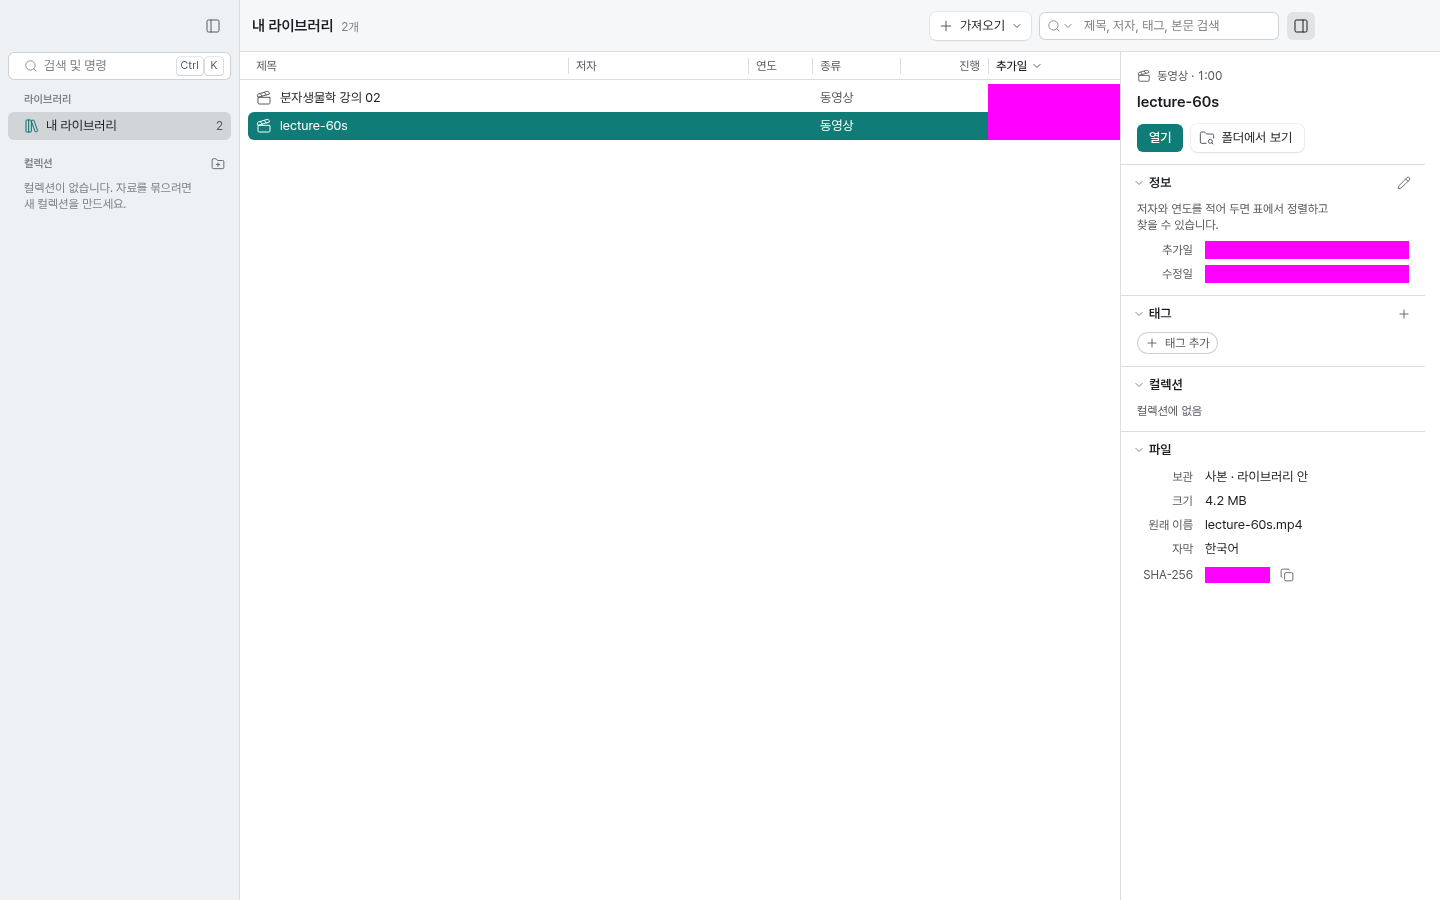 내 라이브러리 2개
가져오기
제목, 저자, 태그, 본문 검색
검색 및 명령 Ctrl K
라이브러리
내 라이브러리 2
컬렉션
컬렉션이 없습니다. 자료를 묶으려면
새 컬렉션을 만드세요.
제목 저자 연도 종류 진행 추가일
분자생물학 강의 02 동영상
lecture-60s 동영상
동영상 · 1:00
lecture-60s
열기 폴더에서 보기
정보
저자와 연도를 적어 두면 표에서 정렬하고
찾을 수 있습니다.
추가일
수정일
태그
태그 추가
컬렉션
컬렉션에 없음
파일
보관 사본 · 라이브러리 안
크기 4.2 MB
원래 이름 lecture-60s.mp4
자막 한국어
SHA-256